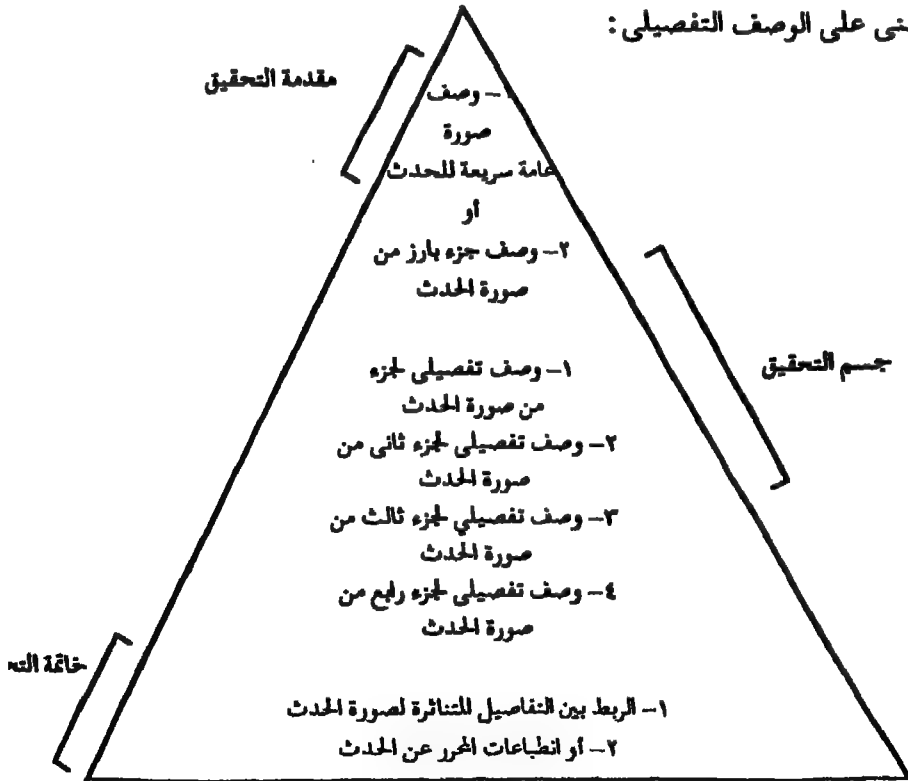 نى على الوصف التفصيلى:
مقدمة التحقيق
١– وصف
صورة
عامة سريعة للحدث
أو
٢– وصف جزء بارز من
صورة الحدث
جسم التحقيق
١– وصف تفصيلى لجزء
من صورة الحدث
٢– وصف تفصيلى لجزء ثانى من
صورة الحدث
٣– وصف تفصيلي لجزء ثالث من
صورة الحدث
٤– وصف تفصيلى لجزء رابع من
صورة الحدث
خاتمة التح
١– الربط بين التفاصيل المتناثرة لصورة الحدث
٢– أو انطباعات المحرر عن الحدث